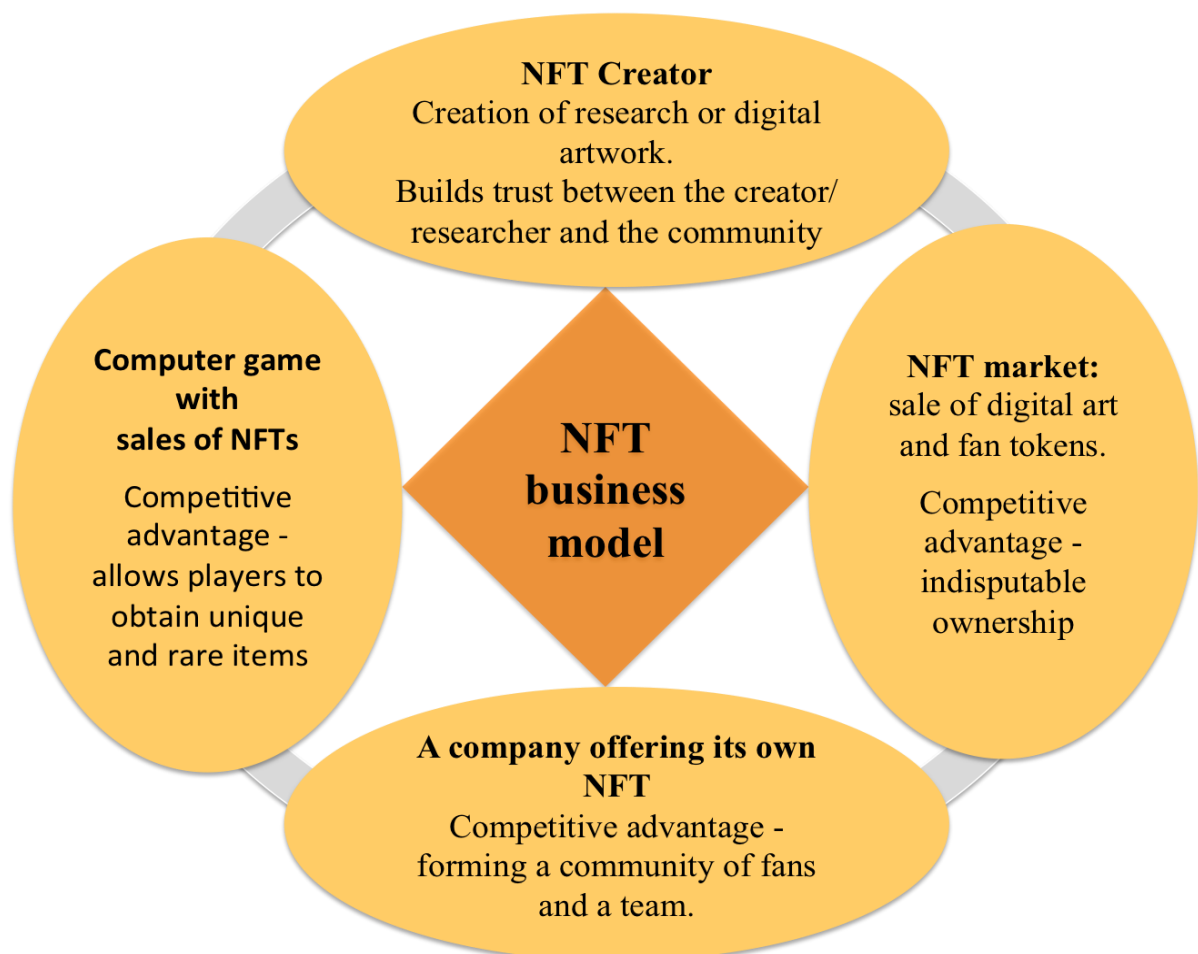 NFT Creator
Creation of research or digital
artwork.
Builds trust between the creator/
researcher and the community
Computer game
with
sales of NFTs
Competitive
advantage -
allows players to
obtain unique
and rare items
NFT
business
model
NFT market:
sale of digital art
and fan tokens.
Competitive
advantage -
indisputable
ownership
A company offering its own
NFT
Competitive advantage -
forming a community of fans
and a team.